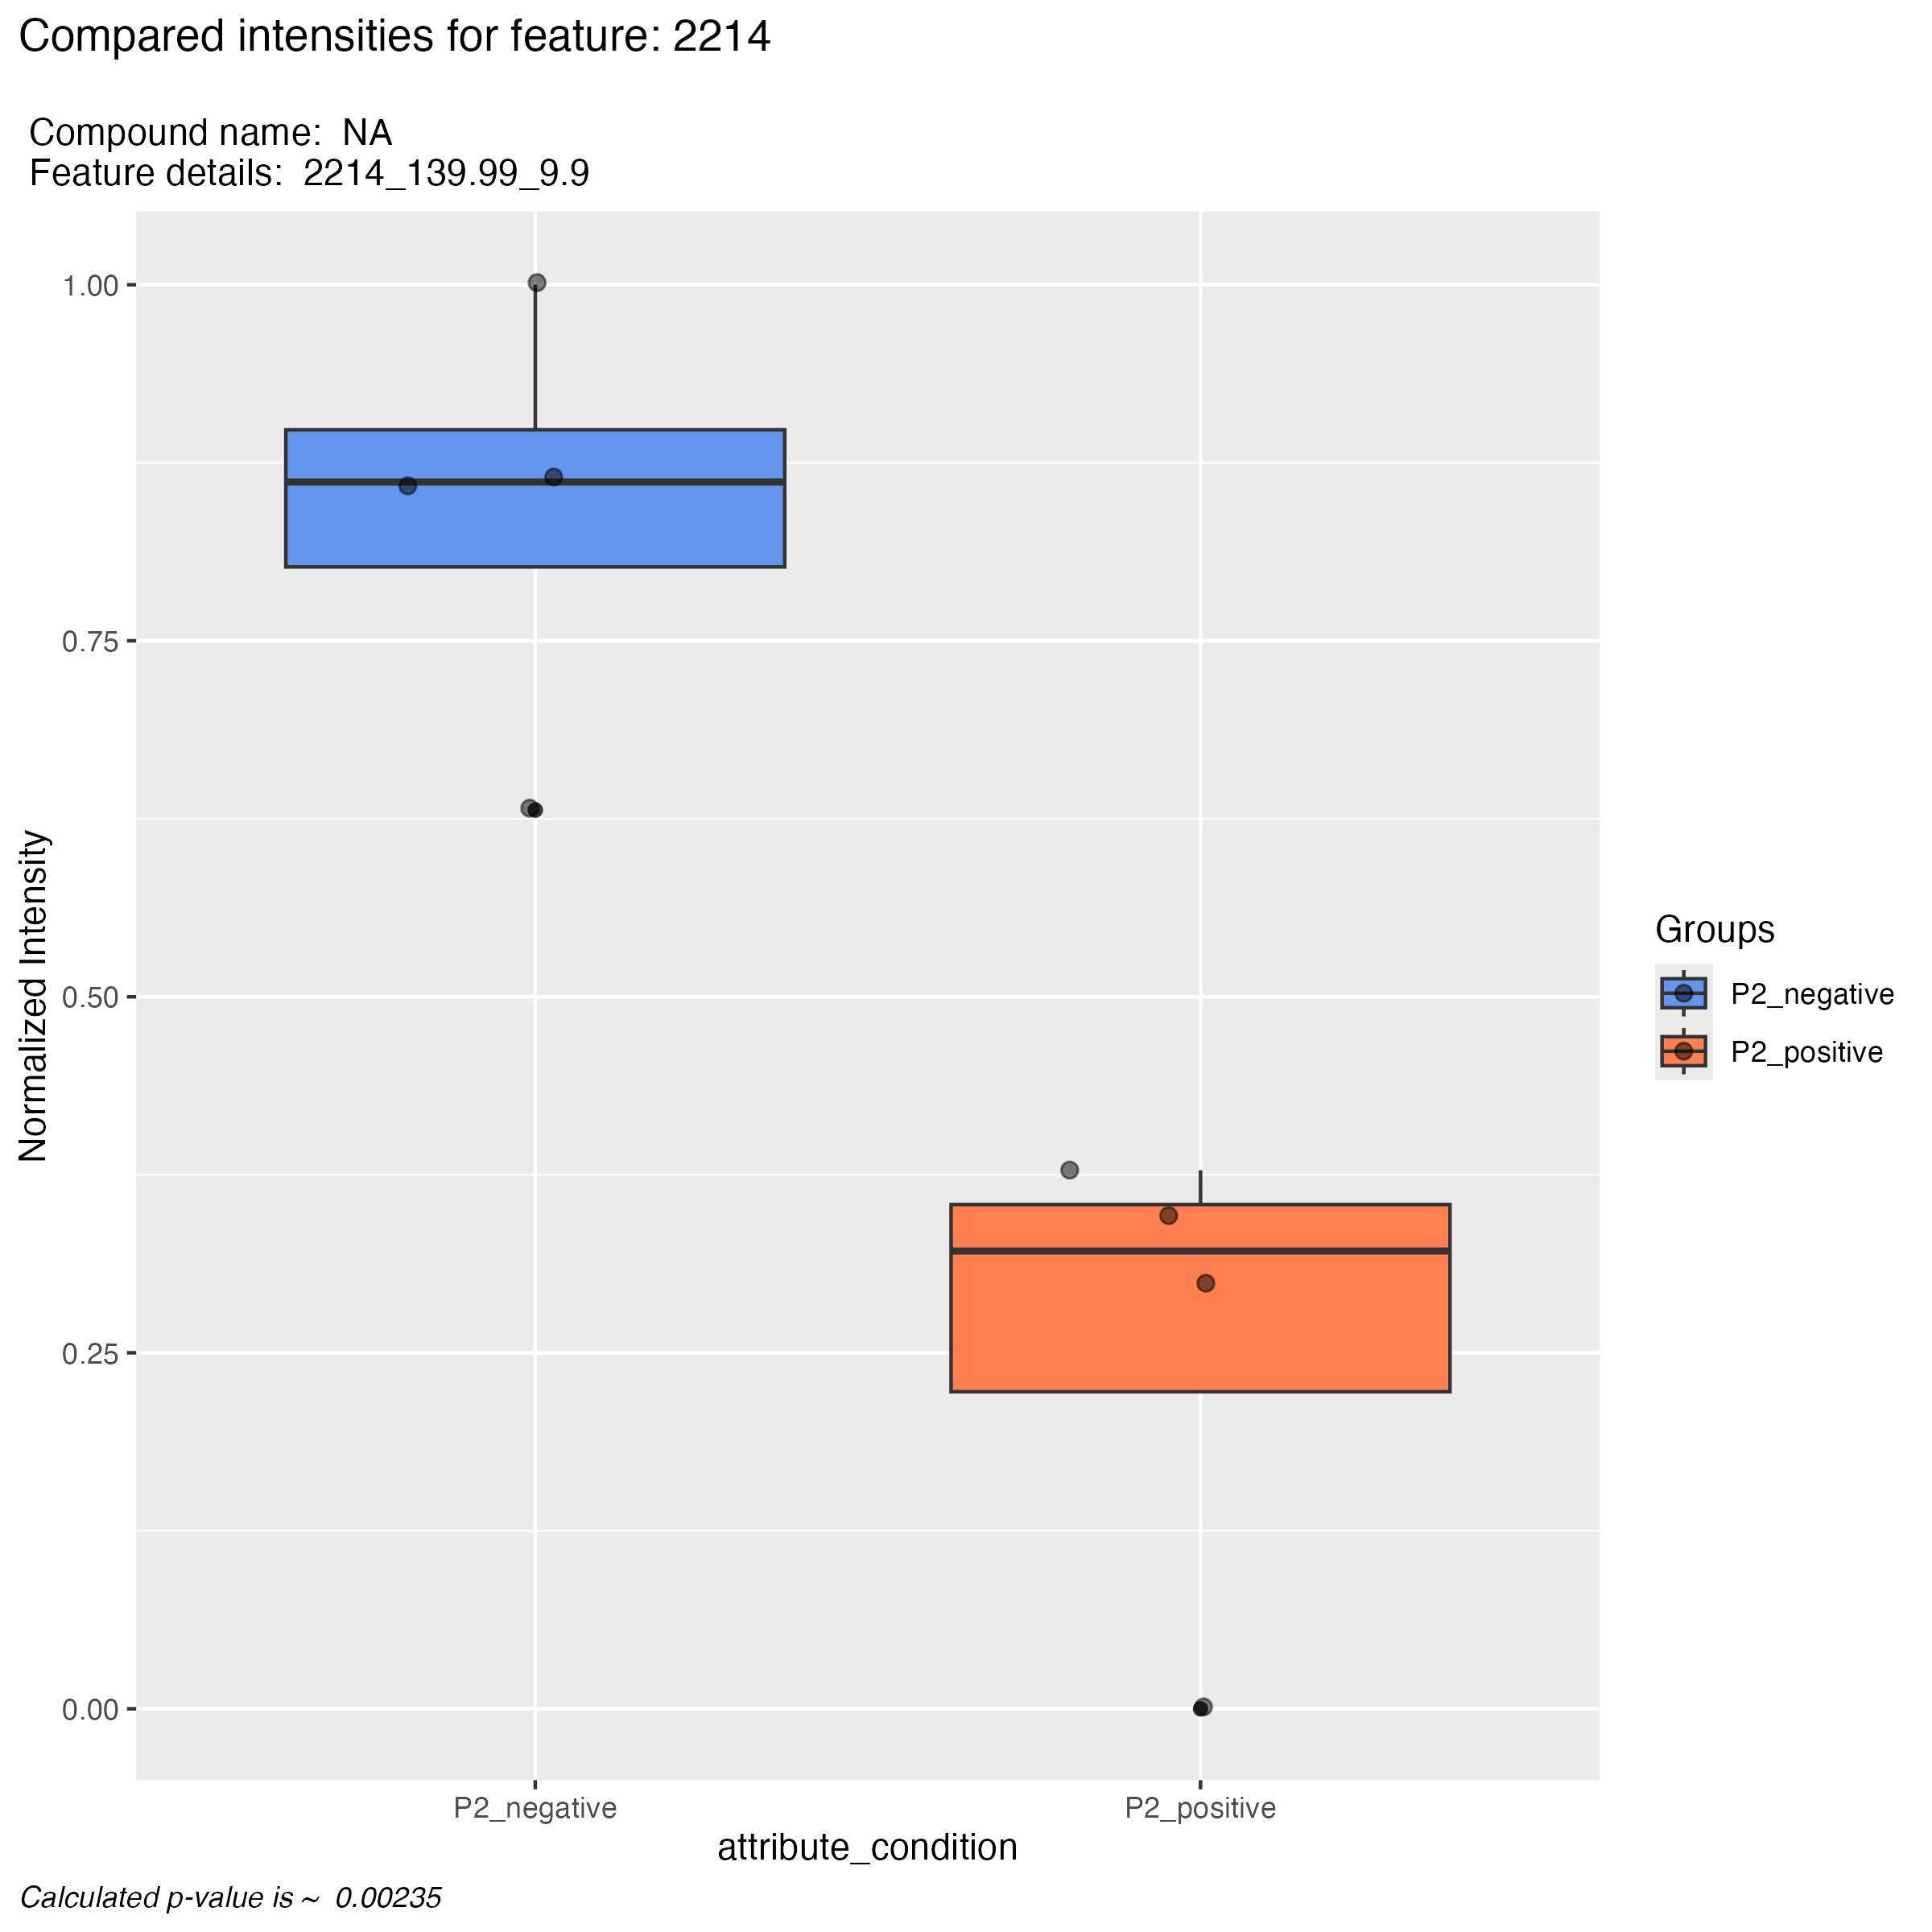 Compared intensities for feature: 2214
Compound name:  NA
Feature details:  2214_139.99_9.9
Normalized Intensity
1.00
0.75
0.50
0.25
0.00
P2_negative
P2_positive
attribute_condition
Groups
P2_negative
P2_positive
Calculated p-value is ~  0.00235